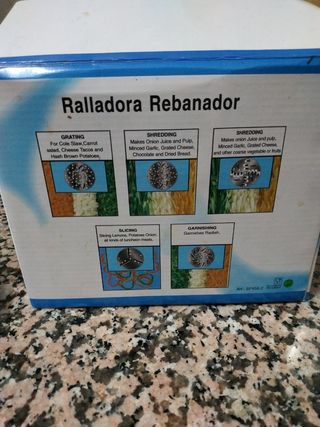 Ralladora Rebanador
GRATING
For Cole Slaw,Carrot
salad, Cheese Tacos and
Hash Brown Potatoes.
SHREDDING
Makes Onion Juice and Pulp,
Minced Garlic, Grated Cheese,
Chocolate and Dried Bread.
SHREDDING
Makes Onion juice and pulp,
Minced Garlic, Grated Cheese,
and other coarse vegetable or fruits.
SLICING
Slicing Lemons, Potatoes Onion,
all kinds of luncheon meats.
GARNISHING
Garnishes Radish,